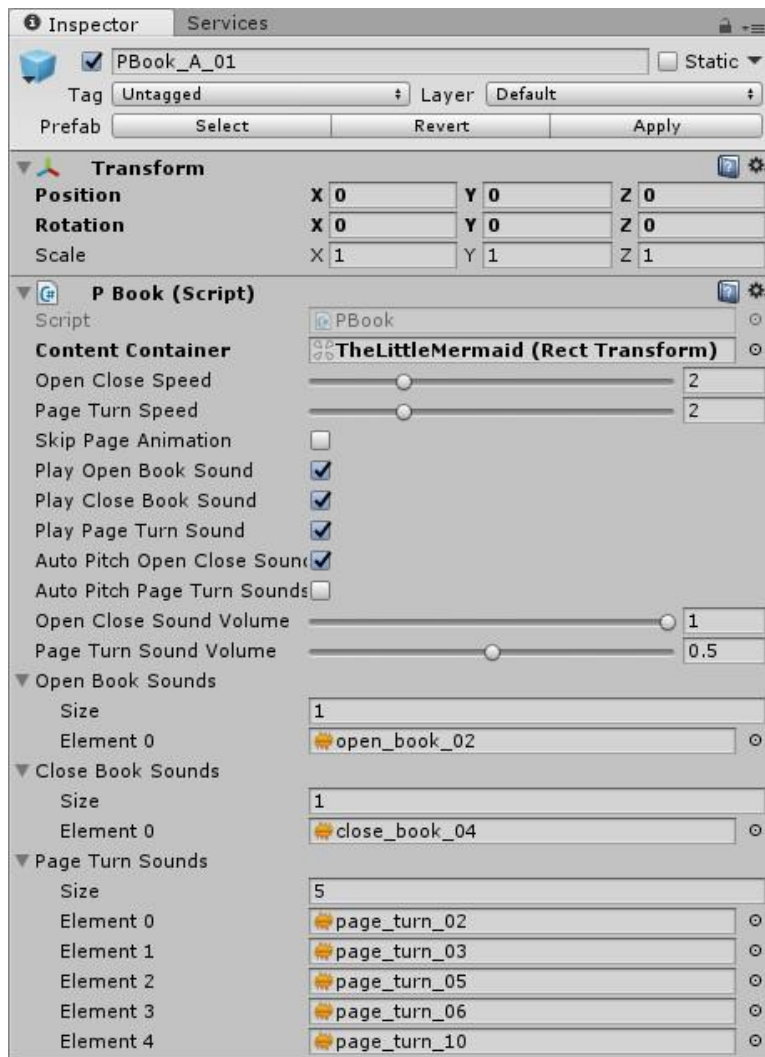 Inspector Services
PBook_A_01 Static
Tag Untagged Layer Default
Prefab Select Revert Apply
Transform
Position X 0 Y 0 Z 0
Rotation X 0 Y 0 Z 0
Scale X 1 Y 1 Z 1
P Book (Script)
Script PBook
Content Container TheLittleMermaid (Rect Transform)
Open Close Speed 2
Page Turn Speed 2
Skip Page Animation
Play Open Book Sound
Play Close Book Sound
Play Page Turn Sound
Auto Pitch Open Close Soun
Auto Pitch Page Turn Sounds
Open Close Sound Volume 1
Page Turn Sound Volume 0.5
Open Book Sounds
Size 1
Element 0 open_book_02
Close Book Sounds
Size 1
Element 0 close_book_04
Page Turn Sounds
Size 5
Element 0 page_turn_02
Element 1 page_turn_03
Element 2 page_turn_05
Element 3 page_turn_06
Element 4 page_turn_10